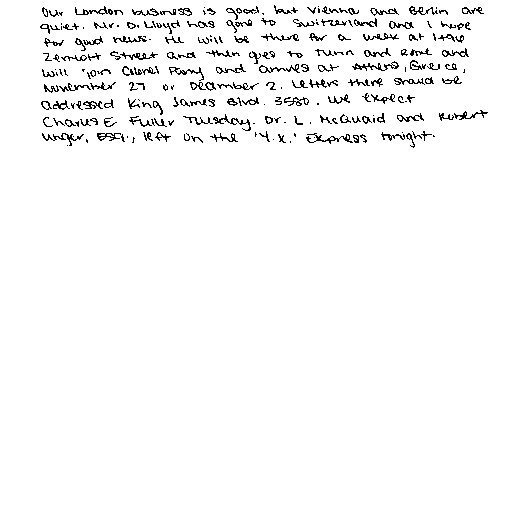 Our London business is good, but Vienna and Berlin are
quiet. Mr. D. Lloyd has gone to Switzerland and I hope
for good news. He will be there for a week at 1496
Zermott Street and then goes to Turin and Rome and
will join Colonel Parry and arrives at Athens, Greece,
November 27 or December 2. Letters there should be
addressed King James Blvd. 3580. We expect
Charles E. Fuller Tuesday. Dr. L. McQuaid and Robert
Unger, Esq., left on the 'Y.X.' Express tonight.